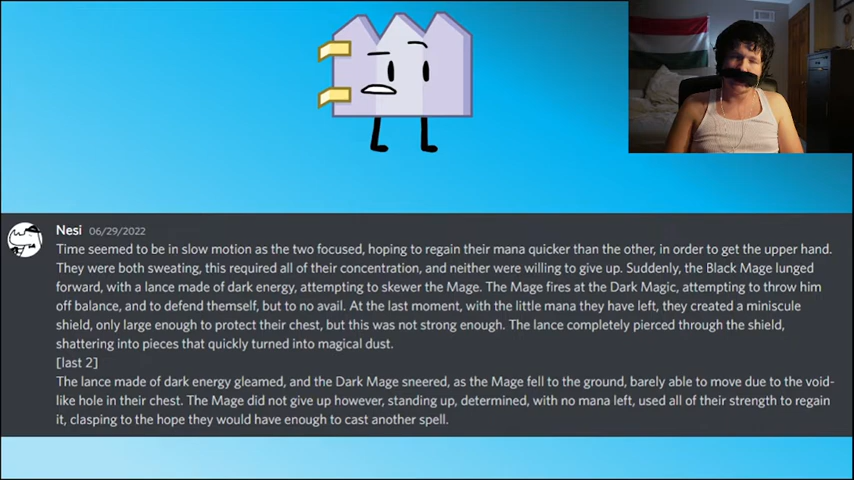 Nesi 06/29/2022
Time seemed to be in slow motion as the two focused, hoping to regain their mana quicker than the other, in order to get the upper hand.
They were both sweating, this required all of their concentration, and neither were willing to give up. Suddenly, the Black Mage lunged
forward, with a lance made of dark energy, attempting to skewer the Mage. The Mage fires at the Dark Magic, attempting to throw him
off balance, and to defend themself, but to no avail. At the last moment, with the little mana they have left, they created a miniscule
shield, only large enough to protect their chest, but this was not strong enough. The lance completely pierced through the shield,
shattering into pieces that quickly turned into magical dust.
[last 2]
The lance made of dark energy gleamed, and the Dark Mage sneered, as the Mage fell to the ground, barely able to move due to the void-
like hole in their chest. The Mage did not give up however, standing up, determined, with no mana left, used all of their strength to regain
it, clasping to the hope they would have enough to cast another spell.